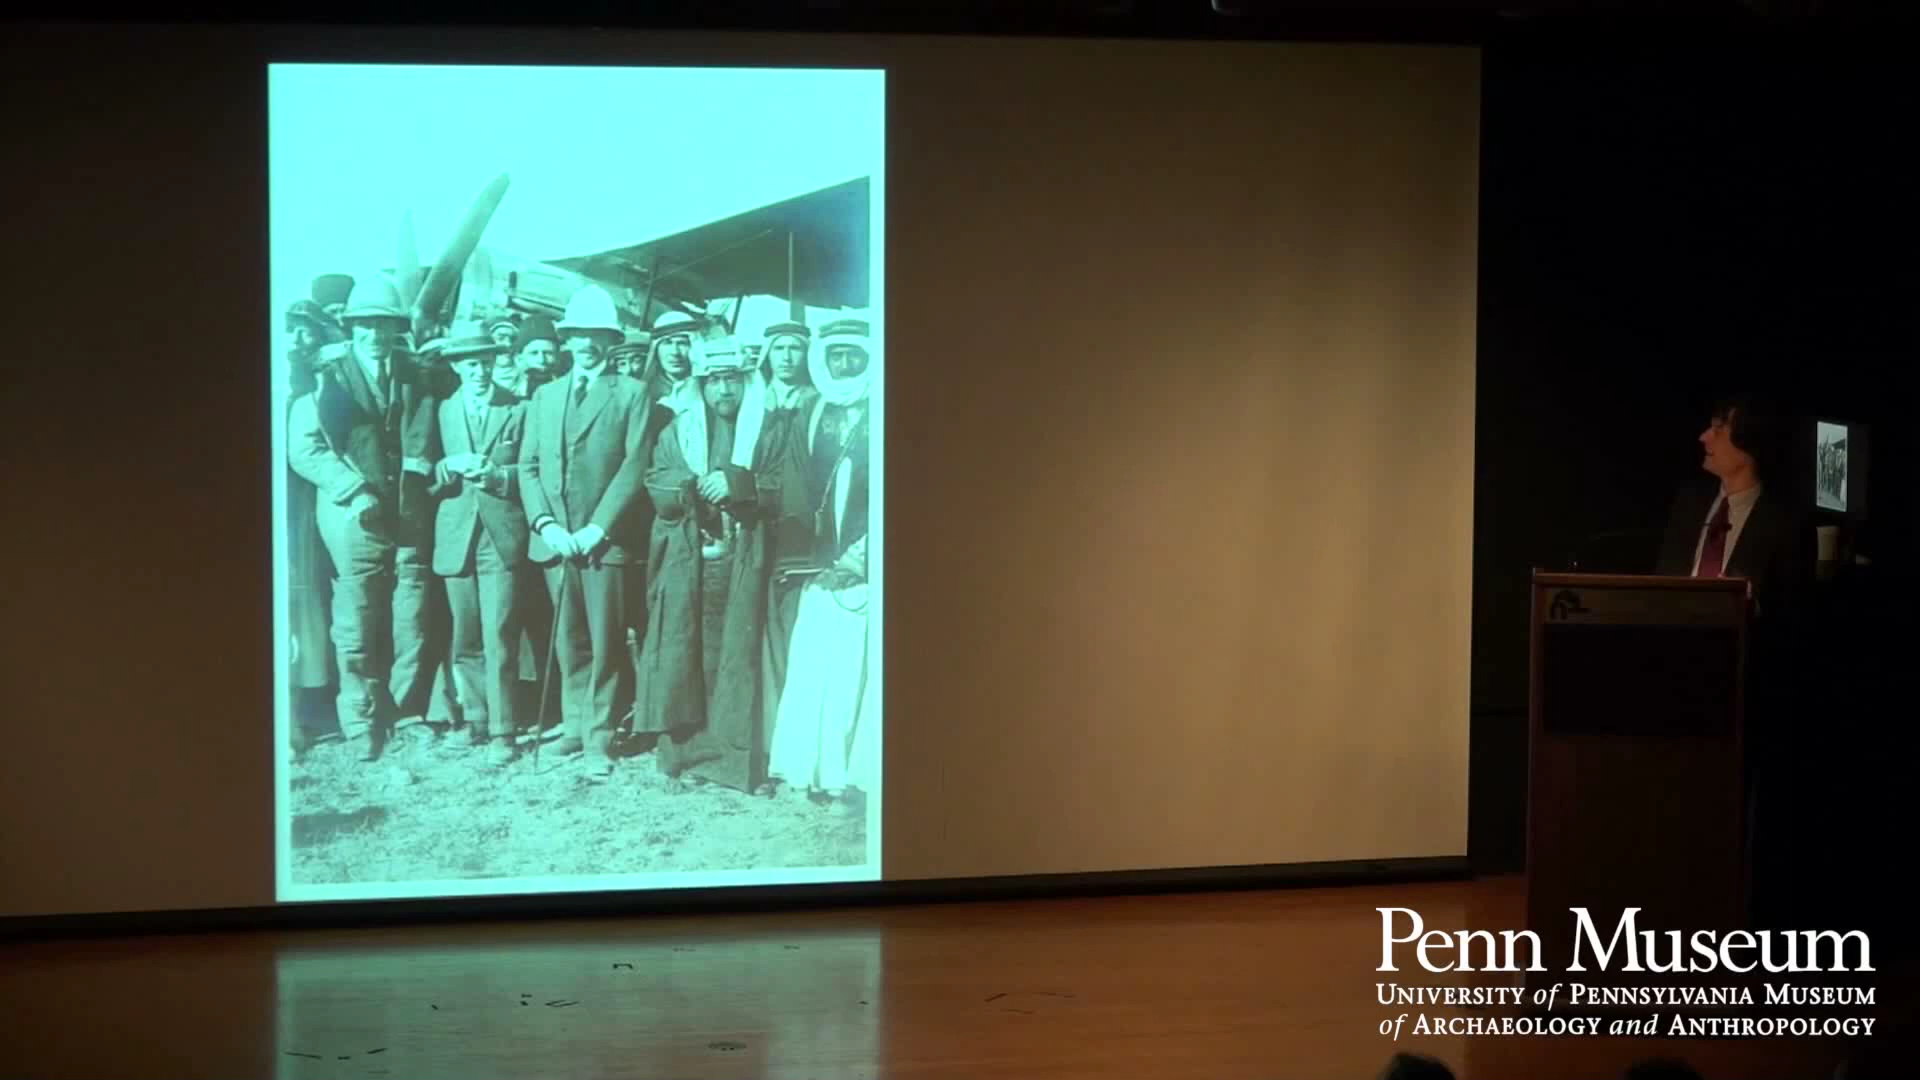 Penn Museum
UNIVERSITY of PENNSYLVANIA MUSEUM
of ARCHAEOLOGY and ANTHROPOLOGY